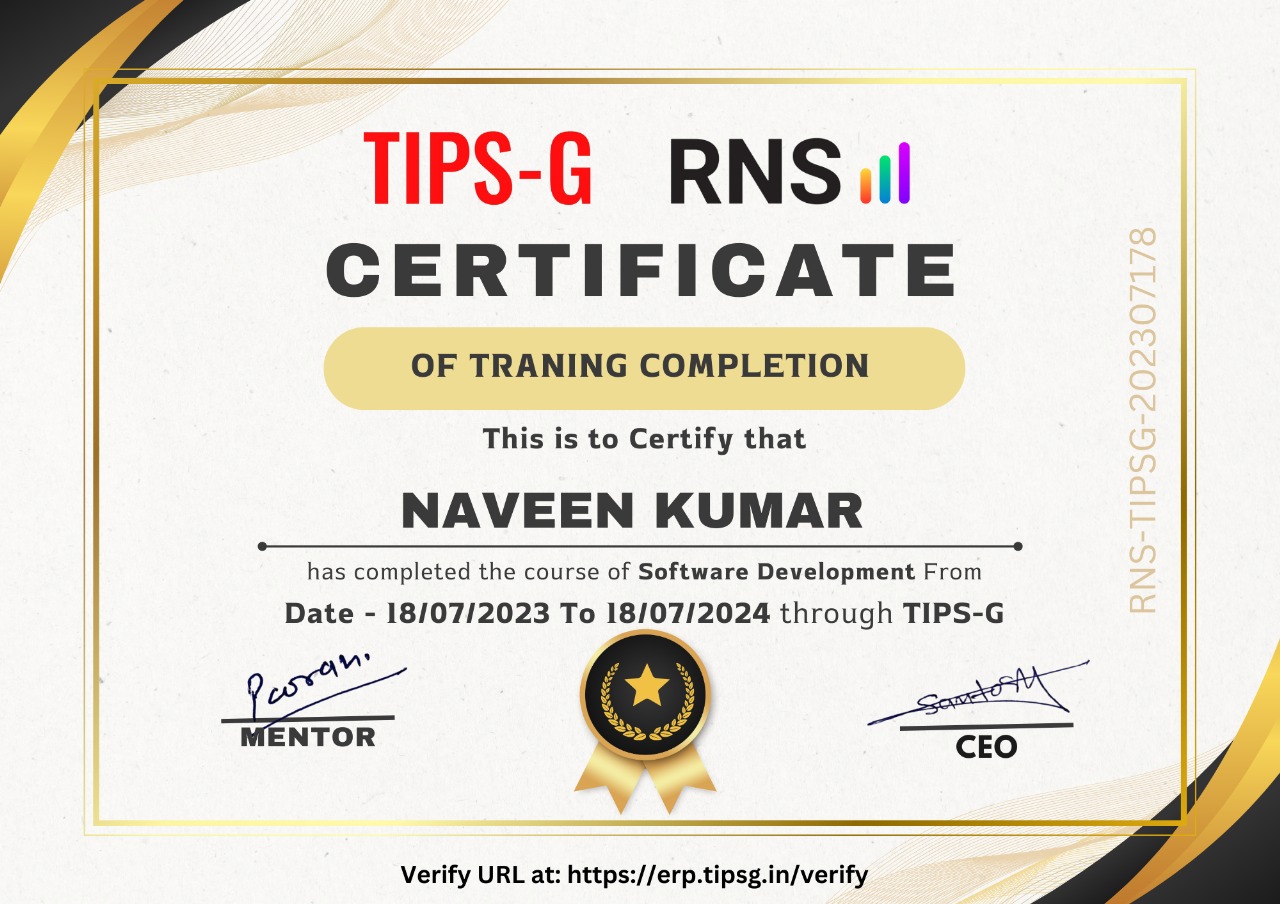 TIPS-G RNS
CERTIFICATE
OF TRANING COMPLETION
This is to Certify that
NAVEEN KUMAR
has completed the course of Software Development From
Date - 18/07/2023 To 18/07/2024 through TIPS-G
RNS-TIPSG-202307178
Pooran.
MENTOR
Santosh
CEO
Verify URL at: https://erp.tipsg.in/verify